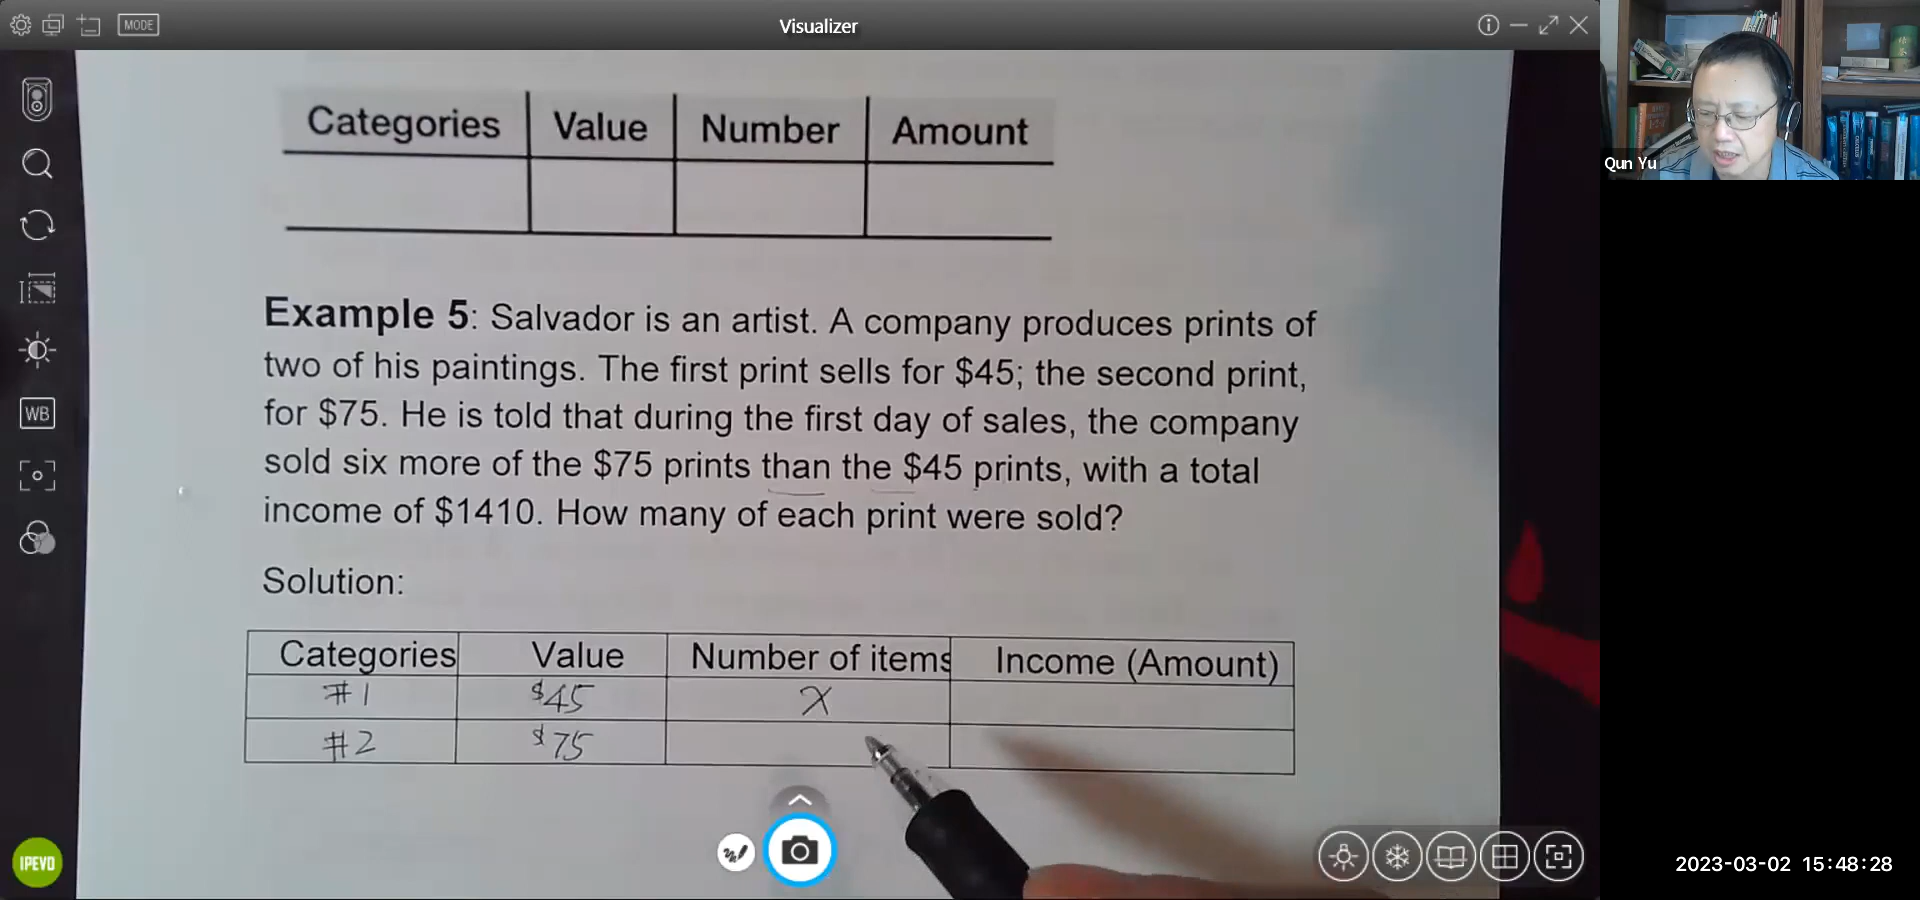 MODE
Visualizer
Qun Yu
Categories Value Number Amount
Example 5: Salvador is an artist. A company produces prints of
two of his paintings. The first print sells for $45; the second print,
for $75. He is told that during the first day of sales, the company
sold six more of the $75 prints than the $45 prints, with a total
income of $1410. How many of each print were sold?
Solution:
Categories Value Number of items Income (Amount)
#1 $45 x
#2 $75
WB
IPEVO
2023-03-02 15:48:28